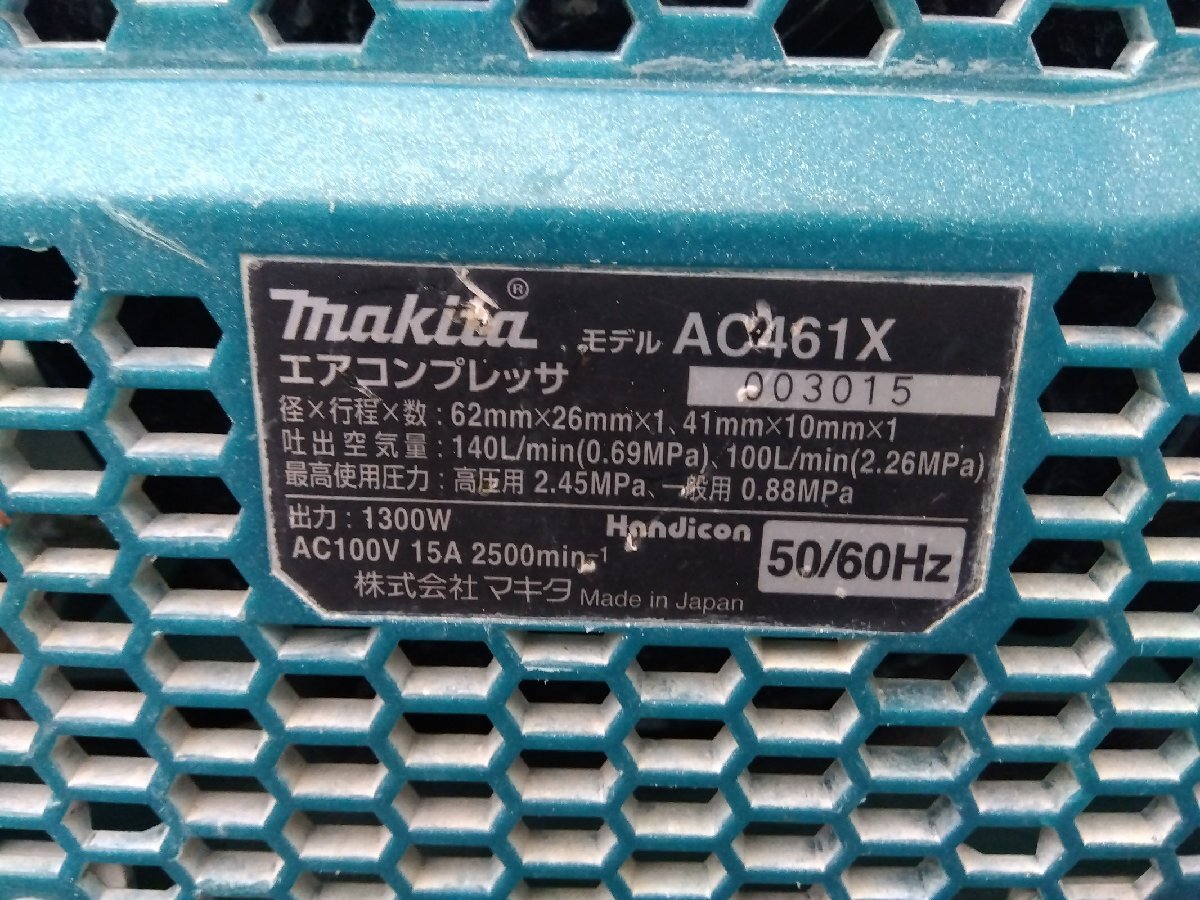 makita®
モデル AC461X
エアコンプレッサ
003015
径×行程×数：62mm×26mm×1、41mm×10mm×1
吐出空気量：140L/min(0.69MPa)、100L/min(2.26MPa)
最高使用圧力：高圧用 2.45MPa、一般用 0.88MPa
出力：1300W
Handicon
50/60Hz
AC100V 15A 2500min⁻¹
株式会社 マキタ Made in Japan